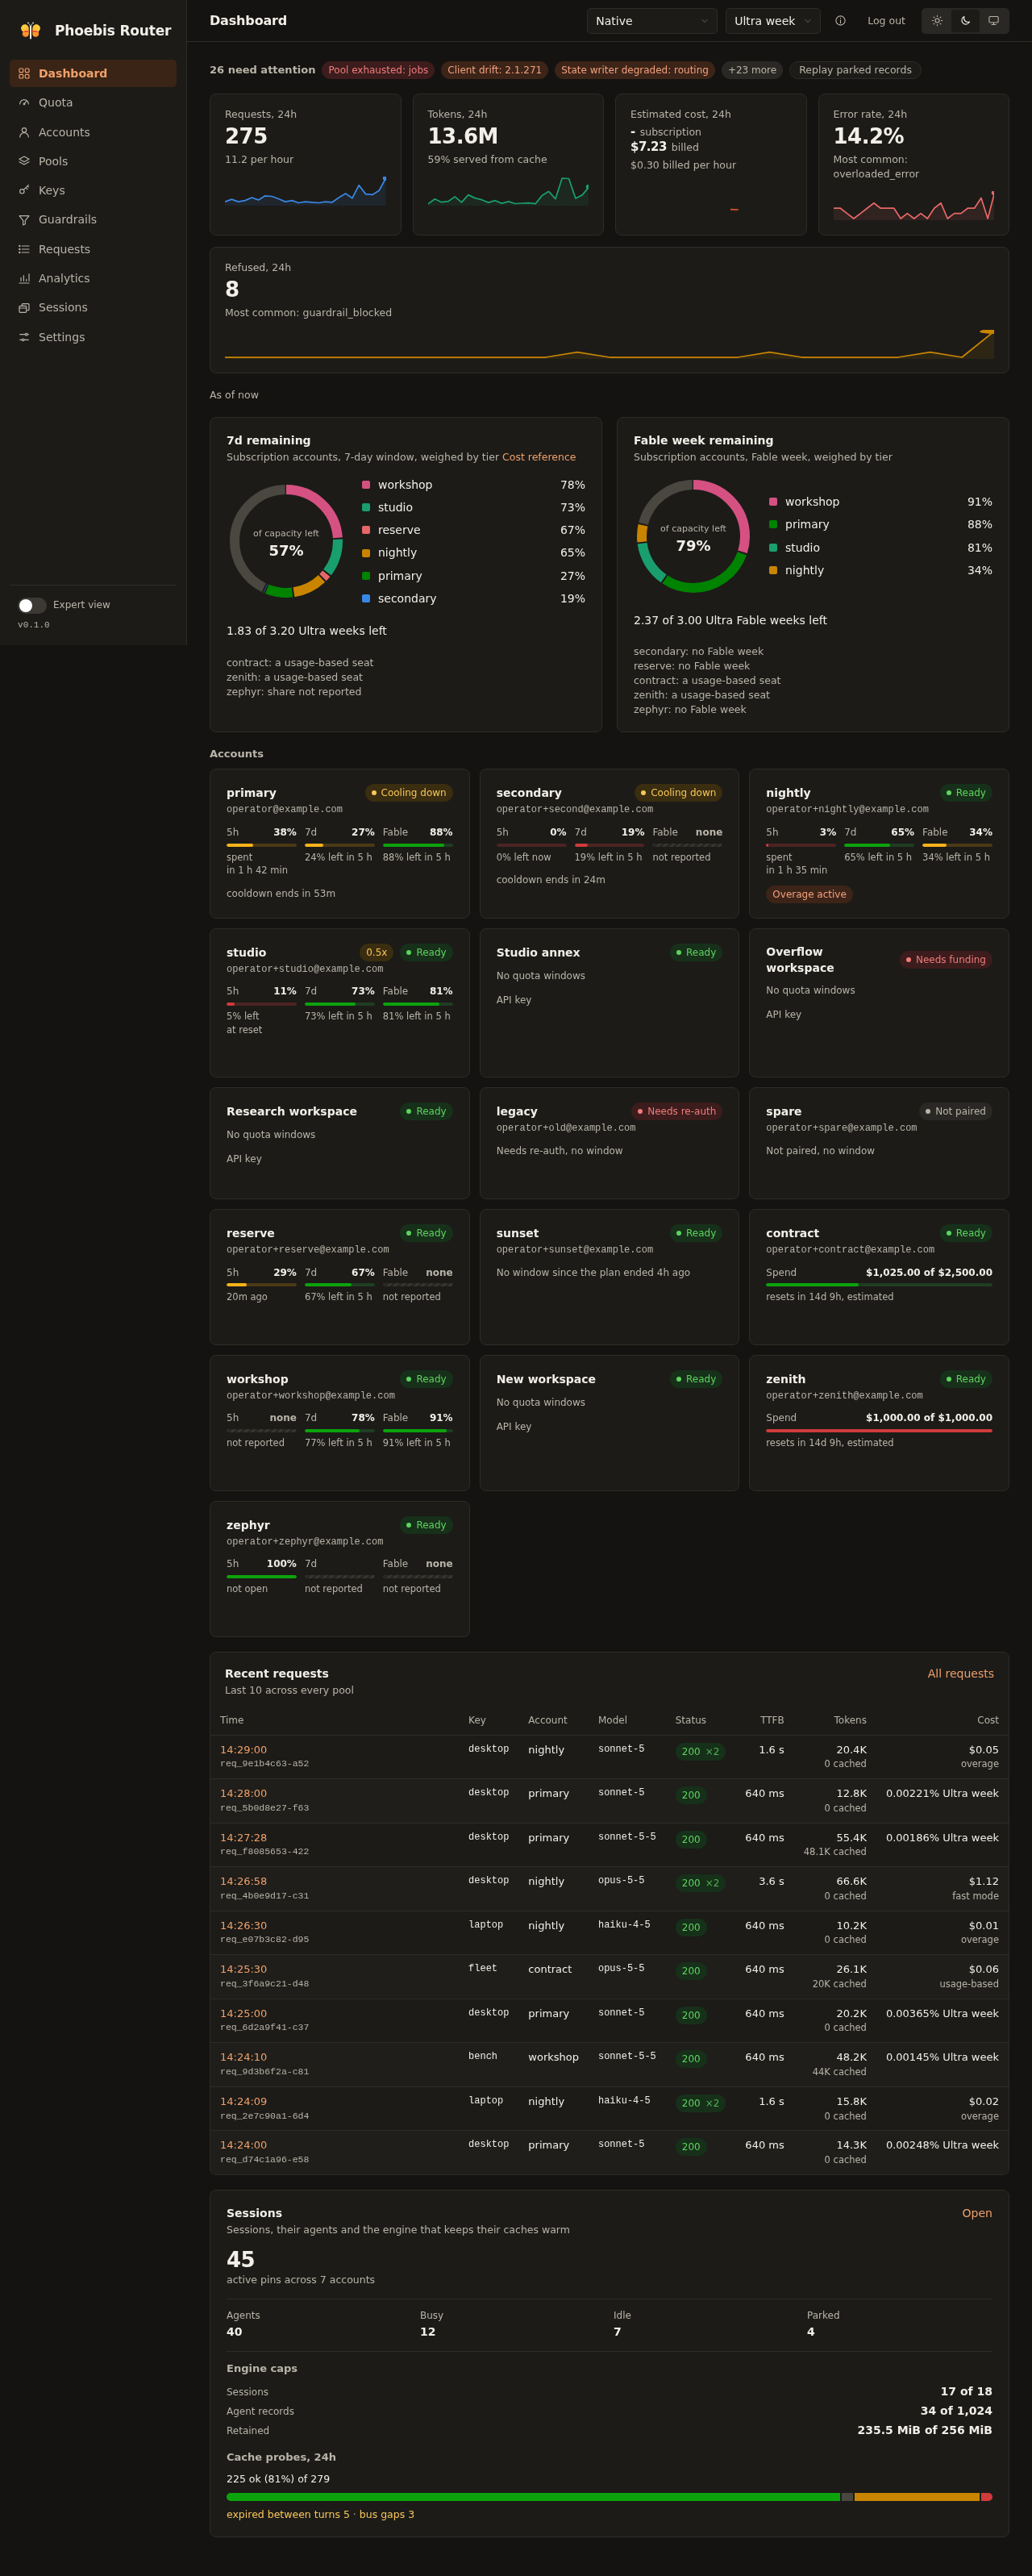 Phoebis Router
Dashboard
Quota
Accounts
Pools
Keys
Guardrails
Requests
Analytics
Sessions
Settings
Expert view
v0.1.0
Dashboard
Native
Ultra week
Log out
26 need attention
Pool exhausted: jobs
Client drift: 2.1.271
State writer degraded: routing
+23 more
Replay parked records
Requests, 24h
275
11.2 per hour
Tokens, 24h
13.6M
59% served from cache
Estimated cost, 24h
- subscription
$7.23 billed
$0.30 billed per hour
Error rate, 24h
14.2%
Most common:
overloaded_error
Refused, 24h
8
Most common: guardrail_blocked
As of now
7d remaining
Subscription accounts, 7-day window, weighed by tier Cost reference
of capacity left
57%
workshop 78%
studio 73%
reserve 67%
nightly 65%
primary 27%
secondary 19%
1.83 of 3.20 Ultra weeks left
contract: a usage-based seat
zenith: a usage-based seat
zephyr: share not reported
Fable week remaining
Subscription accounts, Fable week, weighed by tier
of capacity left
79%
workshop 91%
primary 88%
studio 81%
nightly 34%
2.37 of 3.00 Ultra Fable weeks left
secondary: no Fable week
reserve: no Fable week
contract: a usage-based seat
zenith: a usage-based seat
zephyr: no Fable week
Accounts
primary Cooling down
operator@example.com
5h 38% 7d 27% Fable 88%
spent 24% left in 5 h 88% left in 5 h
in 1 h 42 min
cooldown ends in 53m
secondary Cooling down
operator+second@example.com
5h 0% 7d 19% Fable none
0% left now 19% left in 5 h not reported
cooldown ends in 24m
nightly Ready
operator+nightly@example.com
5h 3% 7d 65% Fable 34%
spent 65% left in 5 h 34% left in 5 h
in 1 h 35 min
Overage active
studio 0.5x Ready
operator+studio@example.com
5h 11% 7d 73% Fable 81%
5% left 73% left in 5 h 81% left in 5 h
at reset
Studio annex Ready
No quota windows
API key
Overflow
workspace Needs funding
No quota windows
API key
Research workspace Ready
No quota windows
API key
legacy Needs re-auth
operator+old@example.com
Needs re-auth, no window
spare Not paired
operator+spare@example.com
Not paired, no window
reserve Ready
operator+reserve@example.com
5h 29% 7d 67% Fable none
20m ago 67% left in 5 h not reported
sunset Ready
operator+sunset@example.com
No window since the plan ended 4h ago
contract Ready
operator+contract@example.com
Spend $1,025.00 of $2,500.00
resets in 14d 9h, estimated
workshop Ready
operator+workshop@example.com
5h none 7d 78% Fable 91%
not reported 77% left in 5 h 91% left in 5 h
New workspace Ready
No quota windows
API key
zenith Ready
operator+zenith@example.com
Spend $1,000.00 of $1,000.00
resets in 14d 9h, estimated
zephyr Ready
operator+zephyr@example.com
5h 100% 7d Fable none
not open not reported not reported
Recent requests All requests
Last 10 across every pool
Time Key Account Model Status TTFB Tokens Cost
14:29:00 desktop nightly sonnet-5 200 ×2 1.6 s 20.4K $0.05
req_9e1b4c63-a52 0 cached overage
14:28:00 desktop primary sonnet-5 200 640 ms 12.8K 0.00221% Ultra week
req_5b0d8e27-f63 0 cached
14:27:28 desktop primary sonnet-5-5 200 640 ms 55.4K 0.00186% Ultra week
req_f8085653-422 48.1K cached
14:26:58 desktop nightly opus-5-5 200 ×2 3.6 s 66.6K $1.12
req_4b0e9d17-c31 0 cached fast mode
14:26:30 laptop nightly haiku-4-5 200 640 ms 10.2K $0.01
req_e07b3c82-d95 0 cached overage
14:25:30 fleet contract opus-5-5 200 640 ms 26.1K $0.06
req_3f6a9c21-d48 20K cached usage-based
14:25:00 desktop primary sonnet-5 200 640 ms 20.2K 0.00365% Ultra week
req_6d2a9f41-c37 0 cached
14:24:10 bench workshop sonnet-5-5 200 640 ms 48.2K 0.00145% Ultra week
req_9d3b6f2a-c81 44K cached
14:24:09 laptop nightly haiku-4-5 200 ×2 1.6 s 15.8K $0.02
req_2e7c90a1-6d4 0 cached overage
14:24:00 desktop primary sonnet-5 200 640 ms 14.3K 0.00248% Ultra week
req_d74c1a96-e58 0 cached
Sessions Open
Sessions, their agents and the engine that keeps their caches warm
45
active pins across 7 accounts
Agents Busy Idle Parked
40 12 7 4
Engine caps
Sessions 17 of 18
Agent records 34 of 1,024
Retained 235.5 MiB of 256 MiB
Cache probes, 24h
225 ok (81%) of 279
expired between turns 5 · bus gaps 3